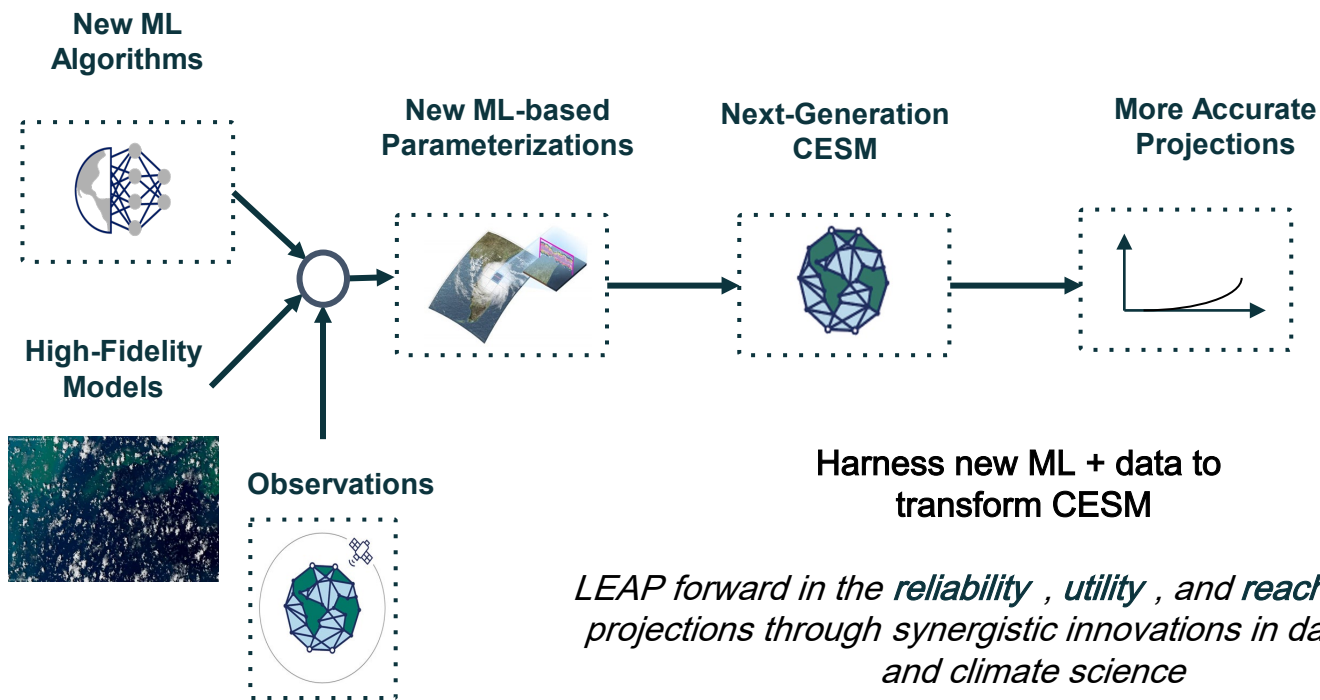 New ML
Algorithms
New ML-based
Parameterizations
Next-Generation
CESM
More Accurate
Projections
High-Fidelity
Models
Observations
Harness new ML + data to
transform CESM
LEAP forward in the reliability , utility , and reach
projections through synergistic innovations in da
and climate science